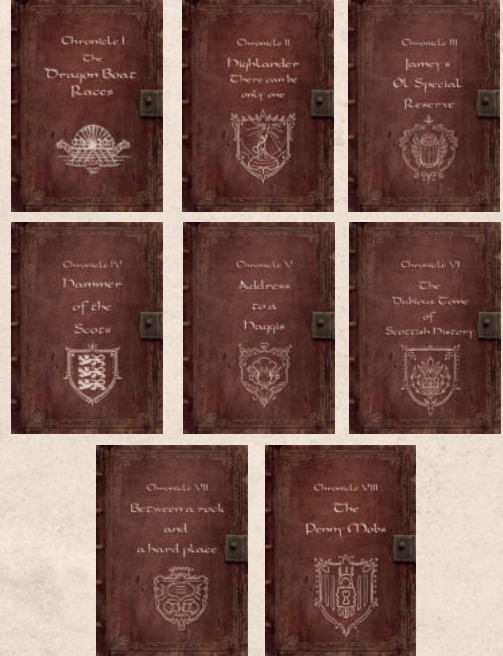 Chronicle I
The
Dragon Boat
Races
Chronicle II
Highlander
There can be
only one
Chronicle III
Jamey's
Ol' Special
Reserve
Chronicle IV
Hammer
of the
Scots
Chronicle V
Address
to a
Haggis
Chronicle VI
The
Dubious Tome
of
Scottish History
Chronicle VII
Between a rock
and
a hard place
Chronicle VIII
The
Penny Mobs